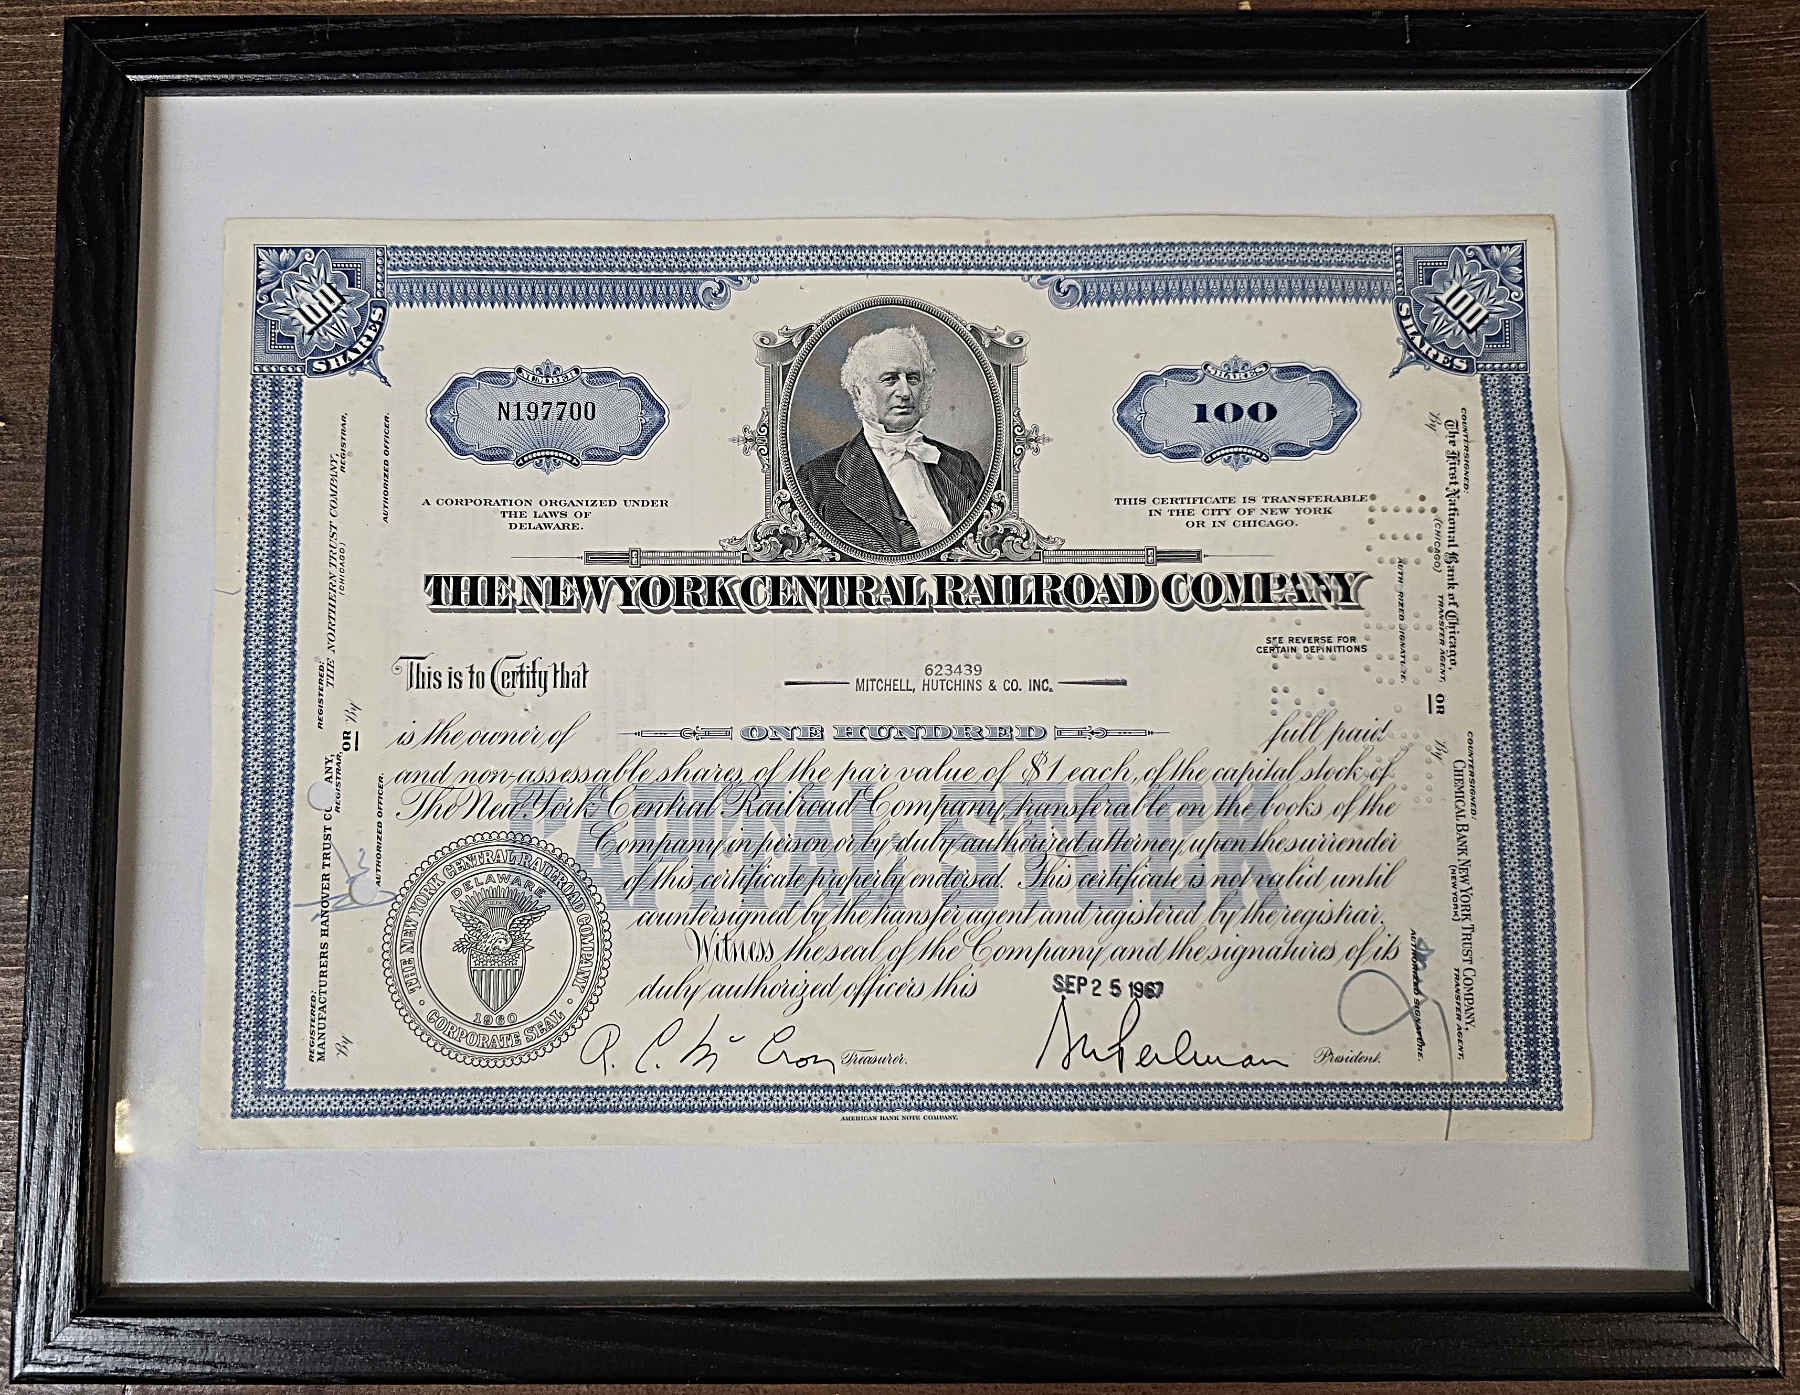 100
SHARES
100
SHARES
NUMBER
N197700
SHARES
100
A CORPORATION ORGANIZED UNDER
THE LAWS OF
DELAWARE.
THIS CERTIFICATE IS TRANSFERABLE
IN THE CITY OF NEW YORK
OR IN CHICAGO.
THE NEW YORK CENTRAL RAILROAD COMPANY
SEE REVERSE FOR
CERTAIN DEFINITIONS
This is to Certify that
623439
MITCHELL, HUTCHINS & CO. INC.
is the owner of
ONE HUNDRED
full paid
and non-assessable shares of the par value of $1 each, of the capital stock of
The New York Central Railroad Company, transferable on the books of the
Company in person or by duly authorized attorney, upon the surrender
of this certificate properly endorsed. This certificate is not valid until
countersigned by the transfer agent and registered by the registrar.
CAPITAL STOCK
Witness the seal of the Company and the signatures of its
duly authorized officers this
SEP 25 1967
THE NEW YORK CENTRAL RAILROAD COMPANY
DELAWARE
1960
CORPORATE SEAL
R. C. McCron
Treasurer.
A E Perlman
President.
AMERICAN BANK NOTE COMPANY.
REGISTERED:
THE NORTHERN TRUST COMPANY,
(CHICAGO) REGISTRAR,
By
AUTHORIZED OFFICER.
OR
REGISTERED:
MANUFACTURERS HANOVER TRUST COMPANY,
REGISTRAR,
By
AUTHORIZED OFFICER.
COUNTERSIGNED:
The First National Bank of Chicago,
(CHICAGO) TRANSFER AGENT,
By
AUTHORIZED SIGNATURE.
OR
COUNTERSIGNED:
CHEMICAL BANK NEW YORK TRUST COMPANY,
(NEW YORK) TRANSFER AGENT,
By
AUTHORIZED SIGNATURE.